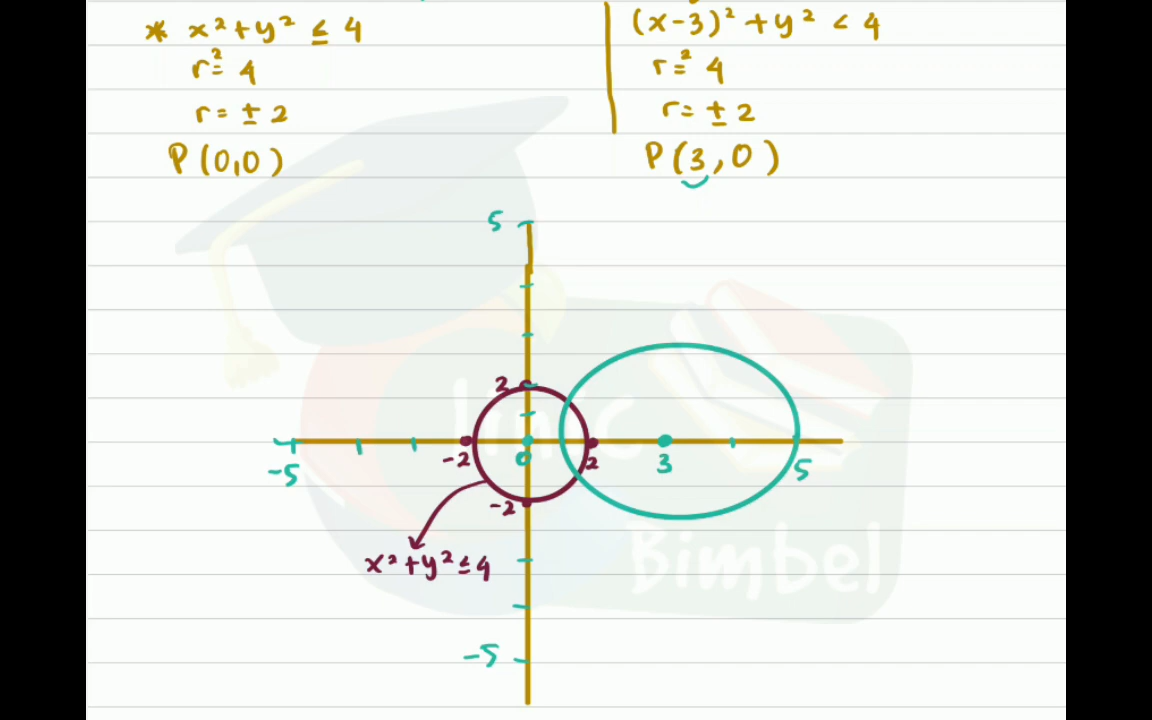 * x² + y² ≤ 4
r² = 4
r = ± 2
P (0,0)
(x-3)² + y² < 4
r² = 4
r = ± 2
P (3, 0)
5
2
-5 -2 0 2 3 5
-2
x² + y² ≤ 4
-5
Bimbel